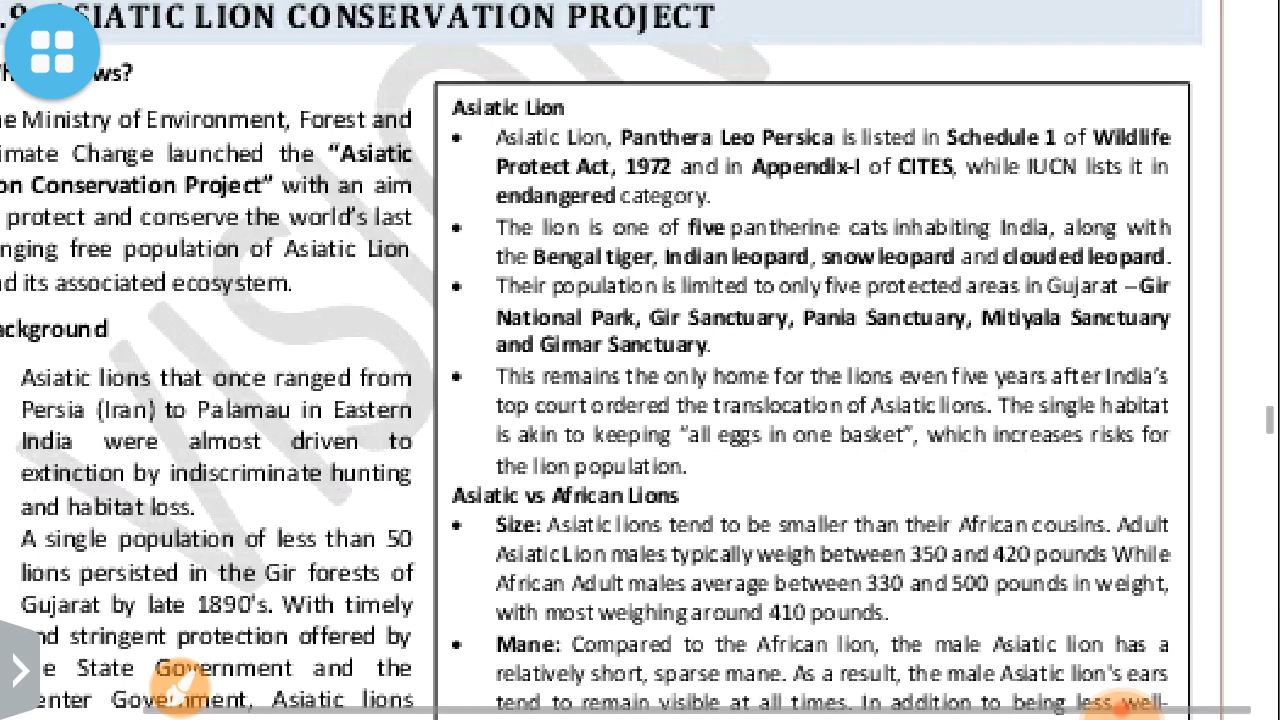 .9 ASIATIC LION CONSERVATION PROJECT
ws?
e Ministry of Environment, Forest and
imate Change launched the “Asiatic
on Conservation Project” with an aim
protect and conserve the world’s last
nging free population of Asiatic Lion
d its associated ecosystem.
ackground
Asiatic lions that once ranged from
Persia (Iran) to Palamau in Eastern
India were almost driven to
extinction by indiscriminate hunting
and habitat loss.
A single population of less than 50
lions persisted in the Gir forests of
Gujarat by late 1890’s. With timely
nd stringent protection offered by
e State Government and the
enter Government, Asiatic lions
Asiatic Lion
• Asiatic Lion, Panthera Leo Persica is listed in Schedule 1 of Wildlife
Protect Act, 1972 and in Appendix-I of CITES, while IUCN lists it in
endangered category.
• The lion is one of five pantherine cats inhabiting India, along with
the Bengal tiger, Indian leopard, snow leopard and clouded leopard.
• Their population is limited to only five protected areas in Gujarat –Gir
National Park, Gir Sanctuary, Pania Sanctuary, Mitiyala Sanctuary
and Girnar Sanctuary.
• This remains the only home for the lions even five years after India’s
top court ordered the translocation of Asiatic lions. The single habitat
is akin to keeping “all eggs in one basket”, which increases risks for
the lion population.
Asiatic vs African Lions
• Size: Asiatic lions tend to be smaller than their African cousins. Adult
Asiatic Lion males typically weigh between 350 and 420 pounds While
African Adult males average between 330 and 500 pounds in weight,
with most weighing around 410 pounds.
• Mane: Compared to the African lion, the male Asiatic lion has a
relatively short, sparse mane. As a result, the male Asiatic lion's ears
tend to remain visible at all times. In addition to being less well-
VISION